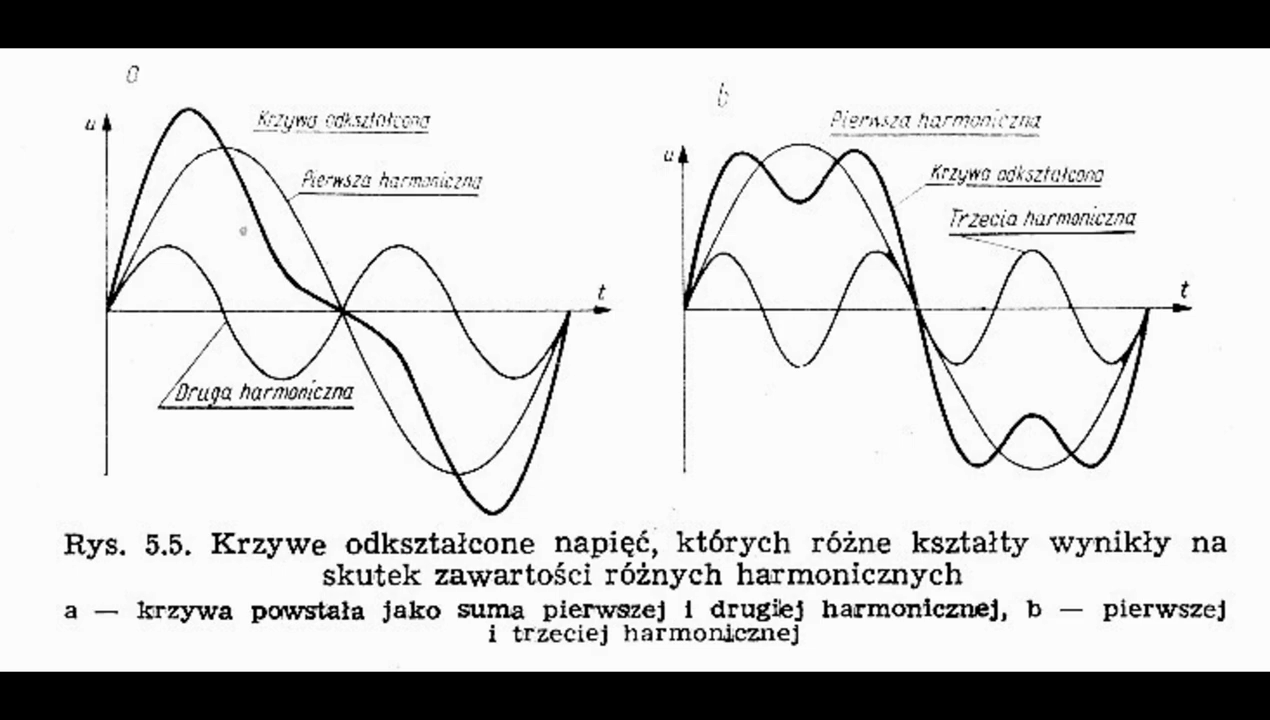 a
u
Krzywa odkształcona
Pierwsza harmoniczna
t
Druga harmoniczna
b
Pierwsza harmoniczna
u
Krzywa odkształcona
Trzecia harmoniczna
t
Rys. 5.5. Krzywe odkształcone napięć, których różne kształty wynikły na
skutek zawartości różnych harmonicznych
a — krzywa powstała jako suma pierwszej i drugiej harmonicznej, b — pierwszej
i trzeciej harmonicznej